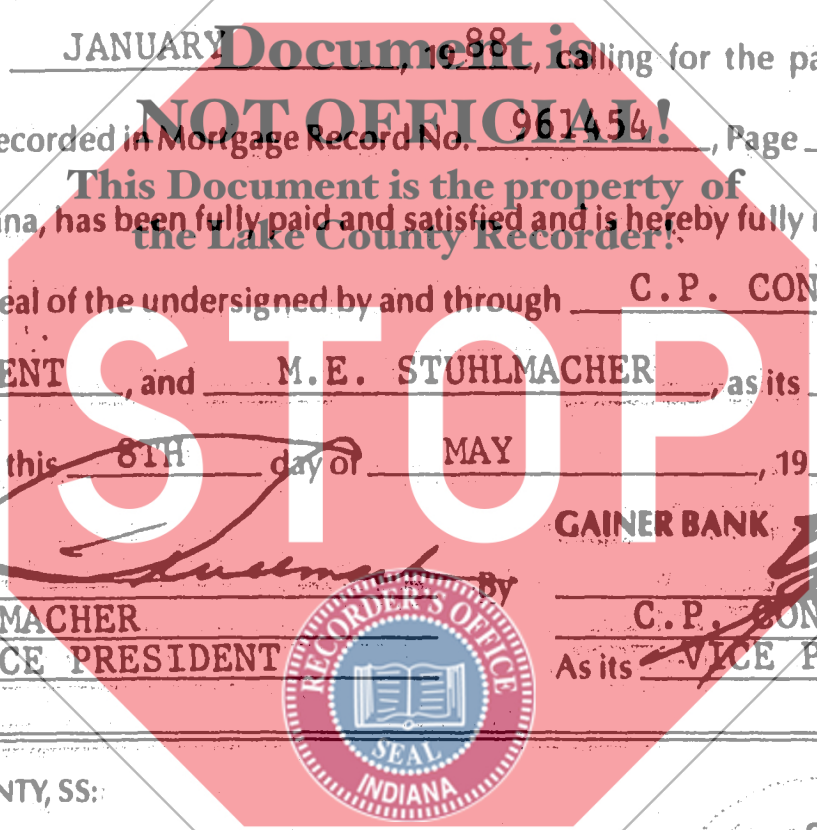 JANUARY, 19 88, calling for the pa
Document is
NOT OFFICIAL!
ecorded in Mortgage Record No. 961454, Page
This Document is the property of
na, has been fully paid and satisfied and is hereby fully
the Lake County Recorder!
eal of the undersigned by and through C.P. CON
STOP
ENT, and M.E. STUHLMACHER, as its
this 8TH day of MAY, 19
GAINER BANK
By
MACHER C.P. CON
CE PRESIDENT As its VICE P
RECORDER'S OFFICE
SEAL
INDIANA
NTY, SS: